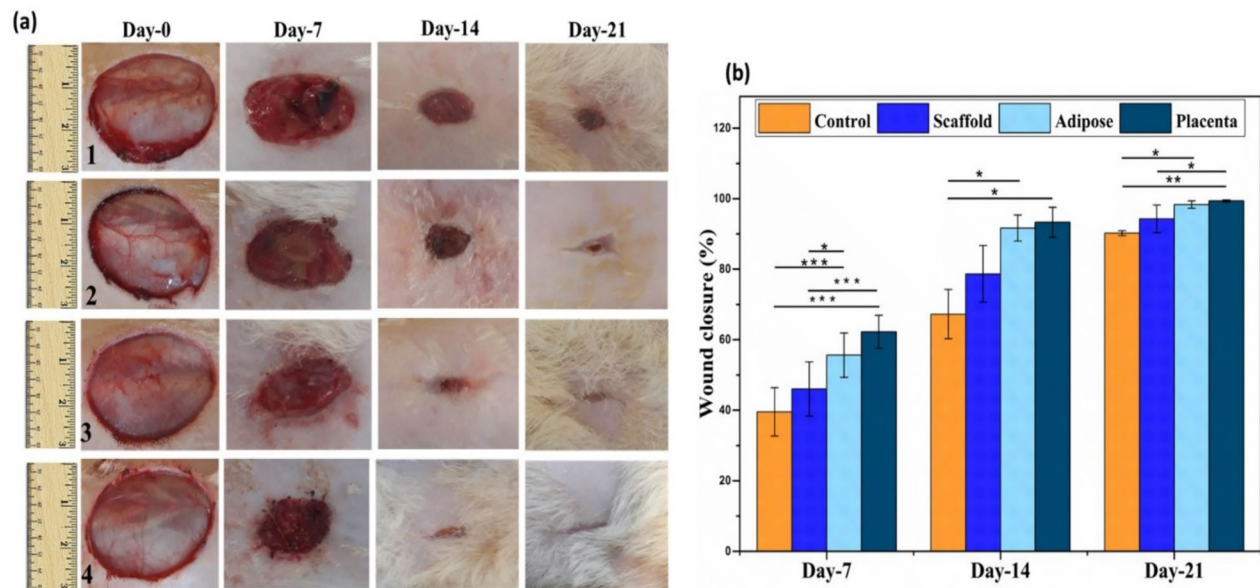 (a)
Day-0 Day-7 Day-14 Day-21
1
2
3
4
(b)
Control Scaffold Adipose Placenta
Wound closure (%)
120
100
80
60
40
20
0
* *** *** ***
* *
* * **
Day-7 Day-14 Day-21